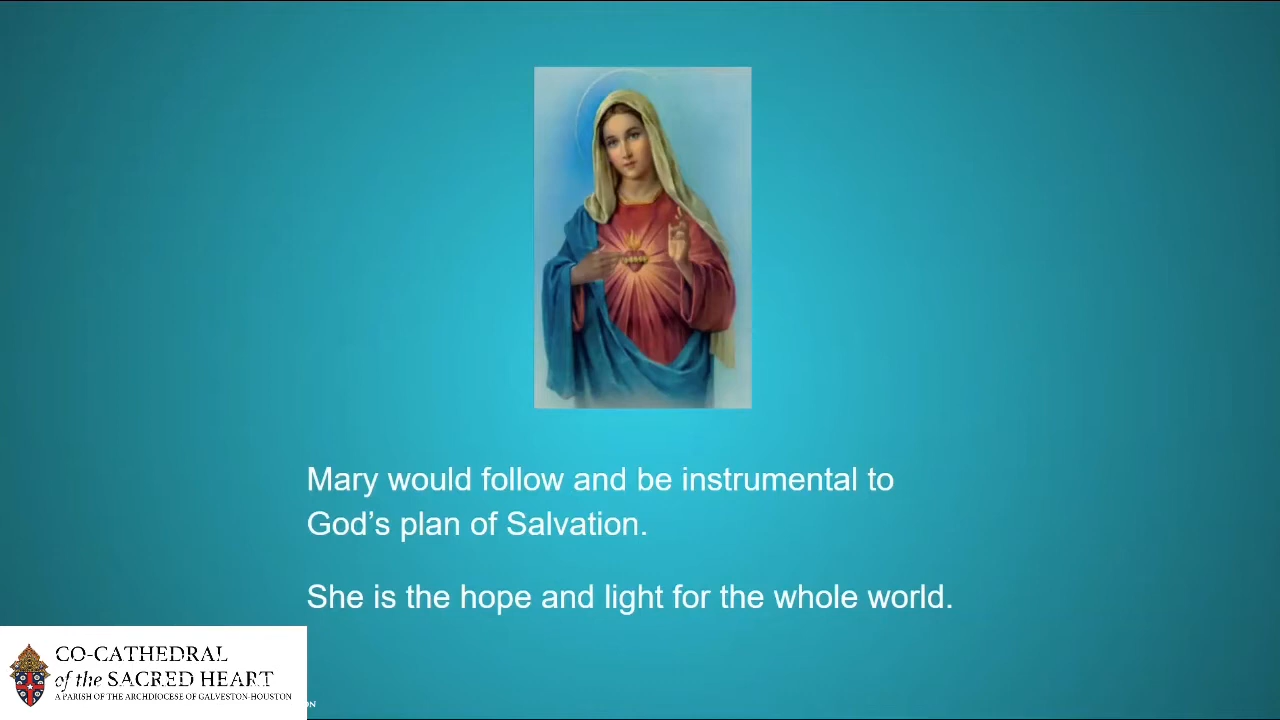 Mary would follow and be instrumental to
God’s plan of Salvation.
She is the hope and light for the whole world.
CO-CATHEDRAL
of the SACRED HEART
A PARISH OF THE ARCHDIOCESE OF GALVESTON-HOUSTON
ON